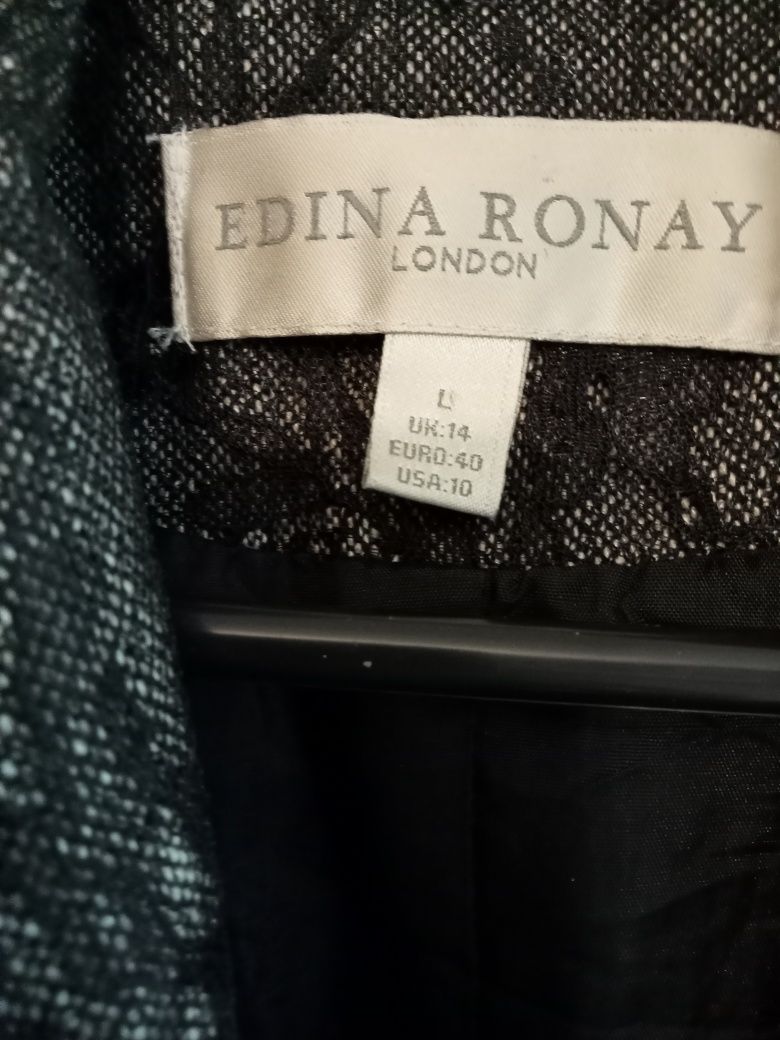 EDINA RONAY
LONDON
L
UK:14
EURO:40
USA:10